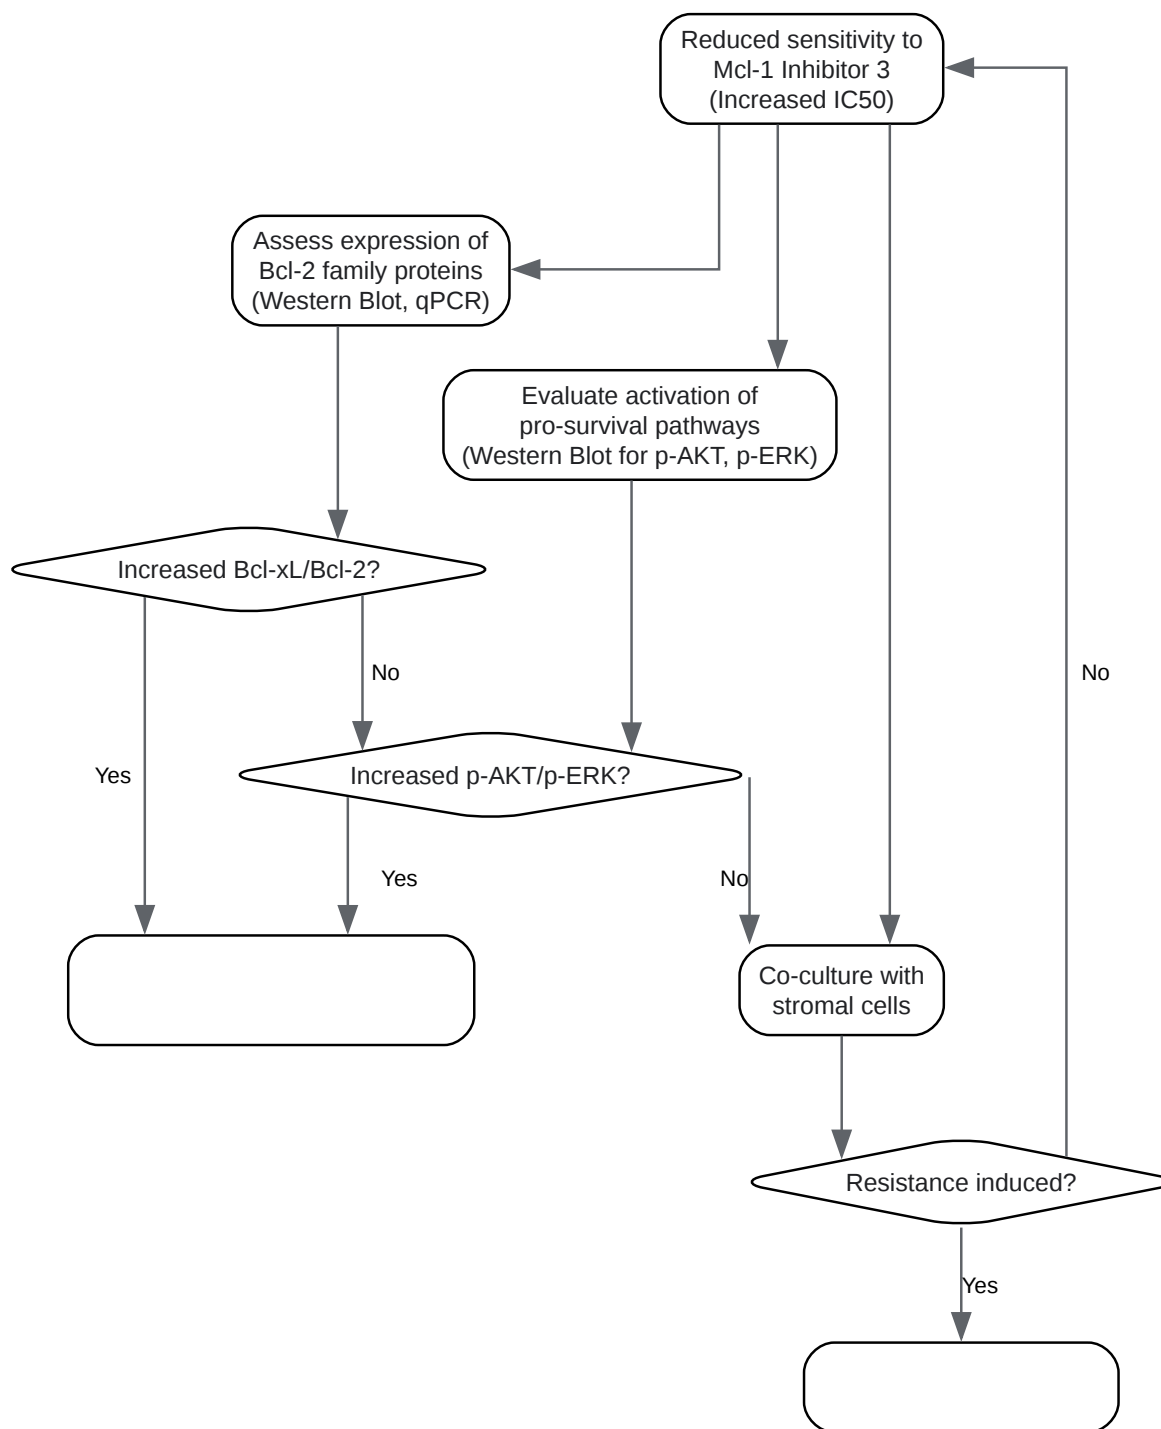 Reduced sensitivity to
Mcl-1 Inhibitor 3
(Increased IC50)
Assess expression of
Bcl-2 family proteins
(Western Blot, qPCR)
Evaluate activation of
pro-survival pathways
(Western Blot for p-AKT, p-ERK)
Increased Bcl-xL/Bcl-2?
No
No
Increased p-AKT/p-ERK?
Yes
Yes
No
Co-culture with
stromal cells
Resistance induced?
Yes